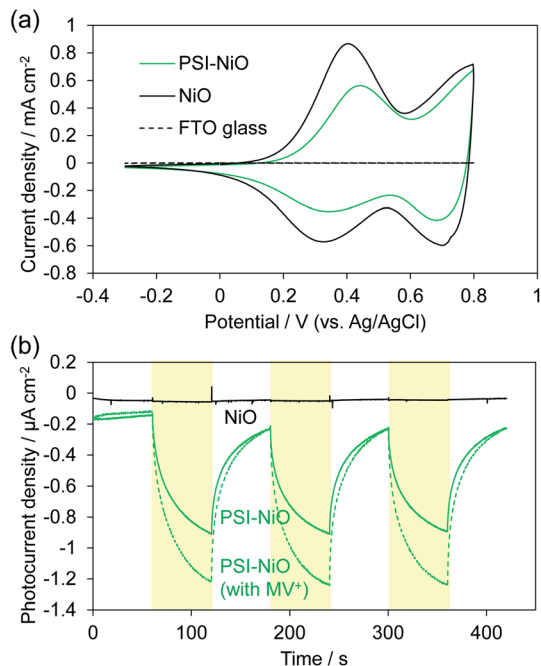 (a)
1
0.8
0.6
0.4
0.2
0
-0.2
-0.4
-0.6
-0.8
Current density / mA cm-2
PSI-NiO
NiO
FTO glass
-0.4 -0.2 0 0.2 0.4 0.6 0.8 1
Potential / V (vs. Ag/AgCl)
(b)
0.2
0
-0.2
-0.4
-0.6
-0.8
-1
-1.2
-1.4
Photocurrent density / µA cm-2
NiO
PSI-NiO
PSI-NiO
(with MV+)
0 100 200 300 400
Time / s